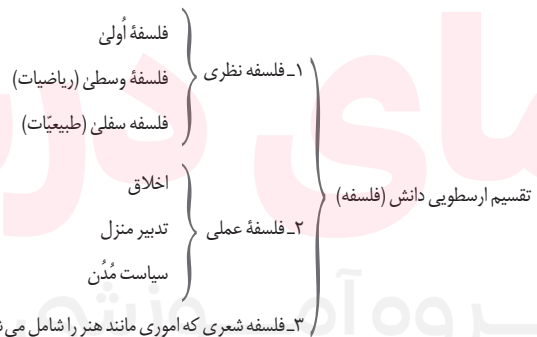 تقسیم ارسطویی دانش (فلسفه)
۱ـ فلسفه نظری
فلسفهٔ اُولیٰ
فلسفهٔ وسطیٰ (ریاضیات)
فلسفه سفلیٰ (طبیعیّات)
۲ـ فلسفهٔ عملی
اخلاق
تدبیر منزل
سیاست مُدُن
۳ـ فلسفه شعری که اموری مانند هنر را شامل می